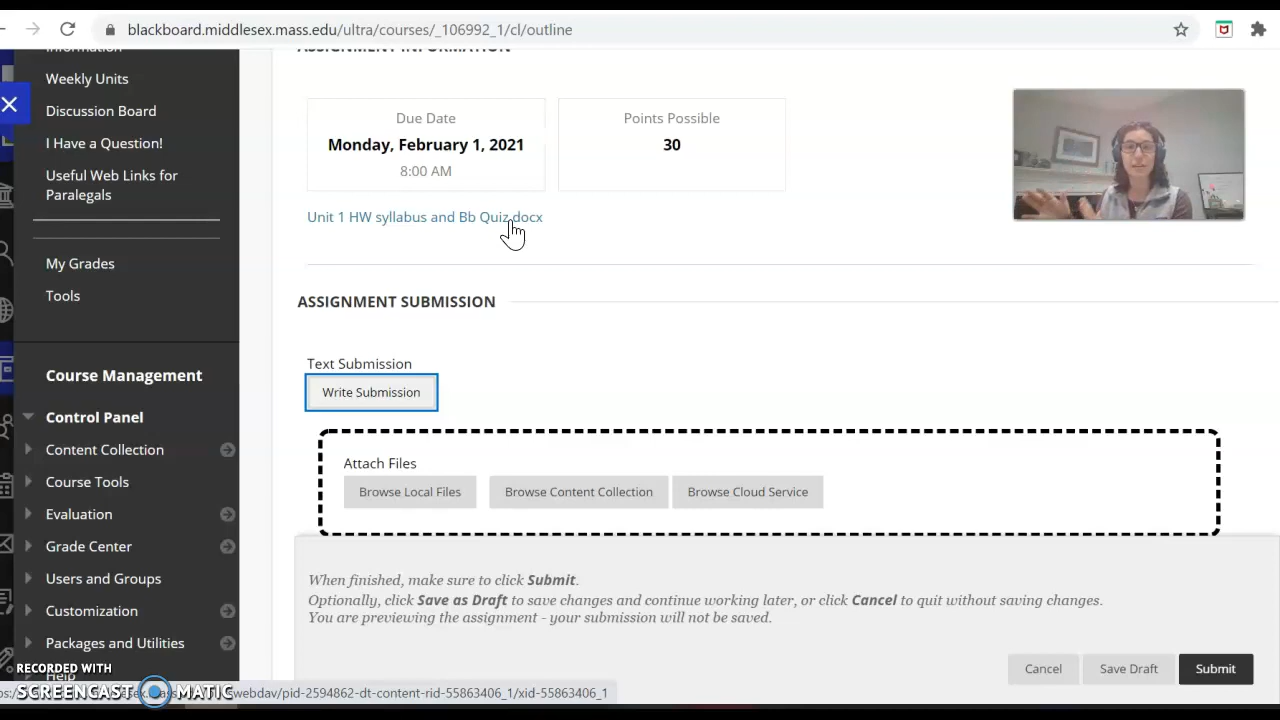 blackboard.middlesex.mass.edu/ultra/courses/_106992_1/cl/outline
Information
Weekly Units
Discussion Board
I Have a Question!
Useful Web Links for
Paralegals
My Grades
Tools
Course Management
Control Panel
Content Collection
Course Tools
Evaluation
Grade Center
Users and Groups
Customization
Packages and Utilities
Help
ASSIGNMENT INFORMATION
Due Date
Monday, February 1, 2021
8:00 AM
Points Possible
30
Unit 1 HW syllabus and Bb Quiz.docx
ASSIGNMENT SUBMISSION
Text Submission
Write Submission
Attach Files
Browse Local Files
Browse Content Collection
Browse Cloud Service
When finished, make sure to click Submit.
Optionally, click Save as Draft to save changes and continue working later, or click Cancel to quit without saving changes.
You are previewing the assignment - your submission will not be saved.
Cancel
Save Draft
Submit
RECORDED WITH
SCREENCAST MATIC
webdav/pid-2594862-dt-content-rid-55863406_1/xid-55863406_1